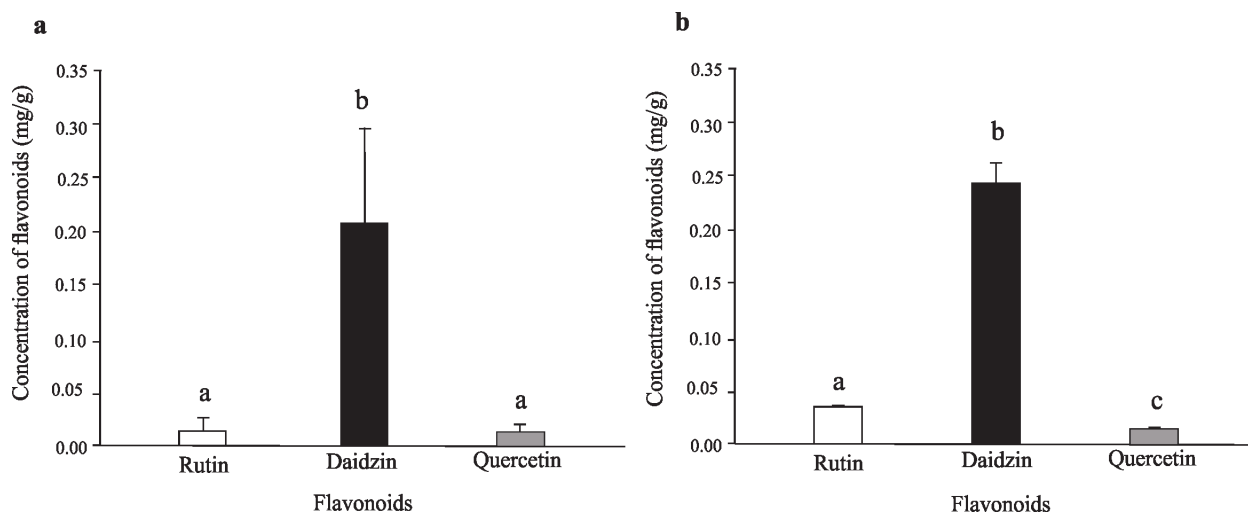 a
Concentration of flavonoids (mg/g)
0.35
0.30
0.25
0.20
0.15
0.10
0.05
0.00
a
b
a
Rutin
Daidzin
Quercetin
Flavonoids
b
Concentration of flavonoids (mg/g)
0.35
0.30
0.25
0.20
0.15
0.10
0.05
0.00
a
b
c
Rutin
Daidzin
Quercetin
Flavonoids